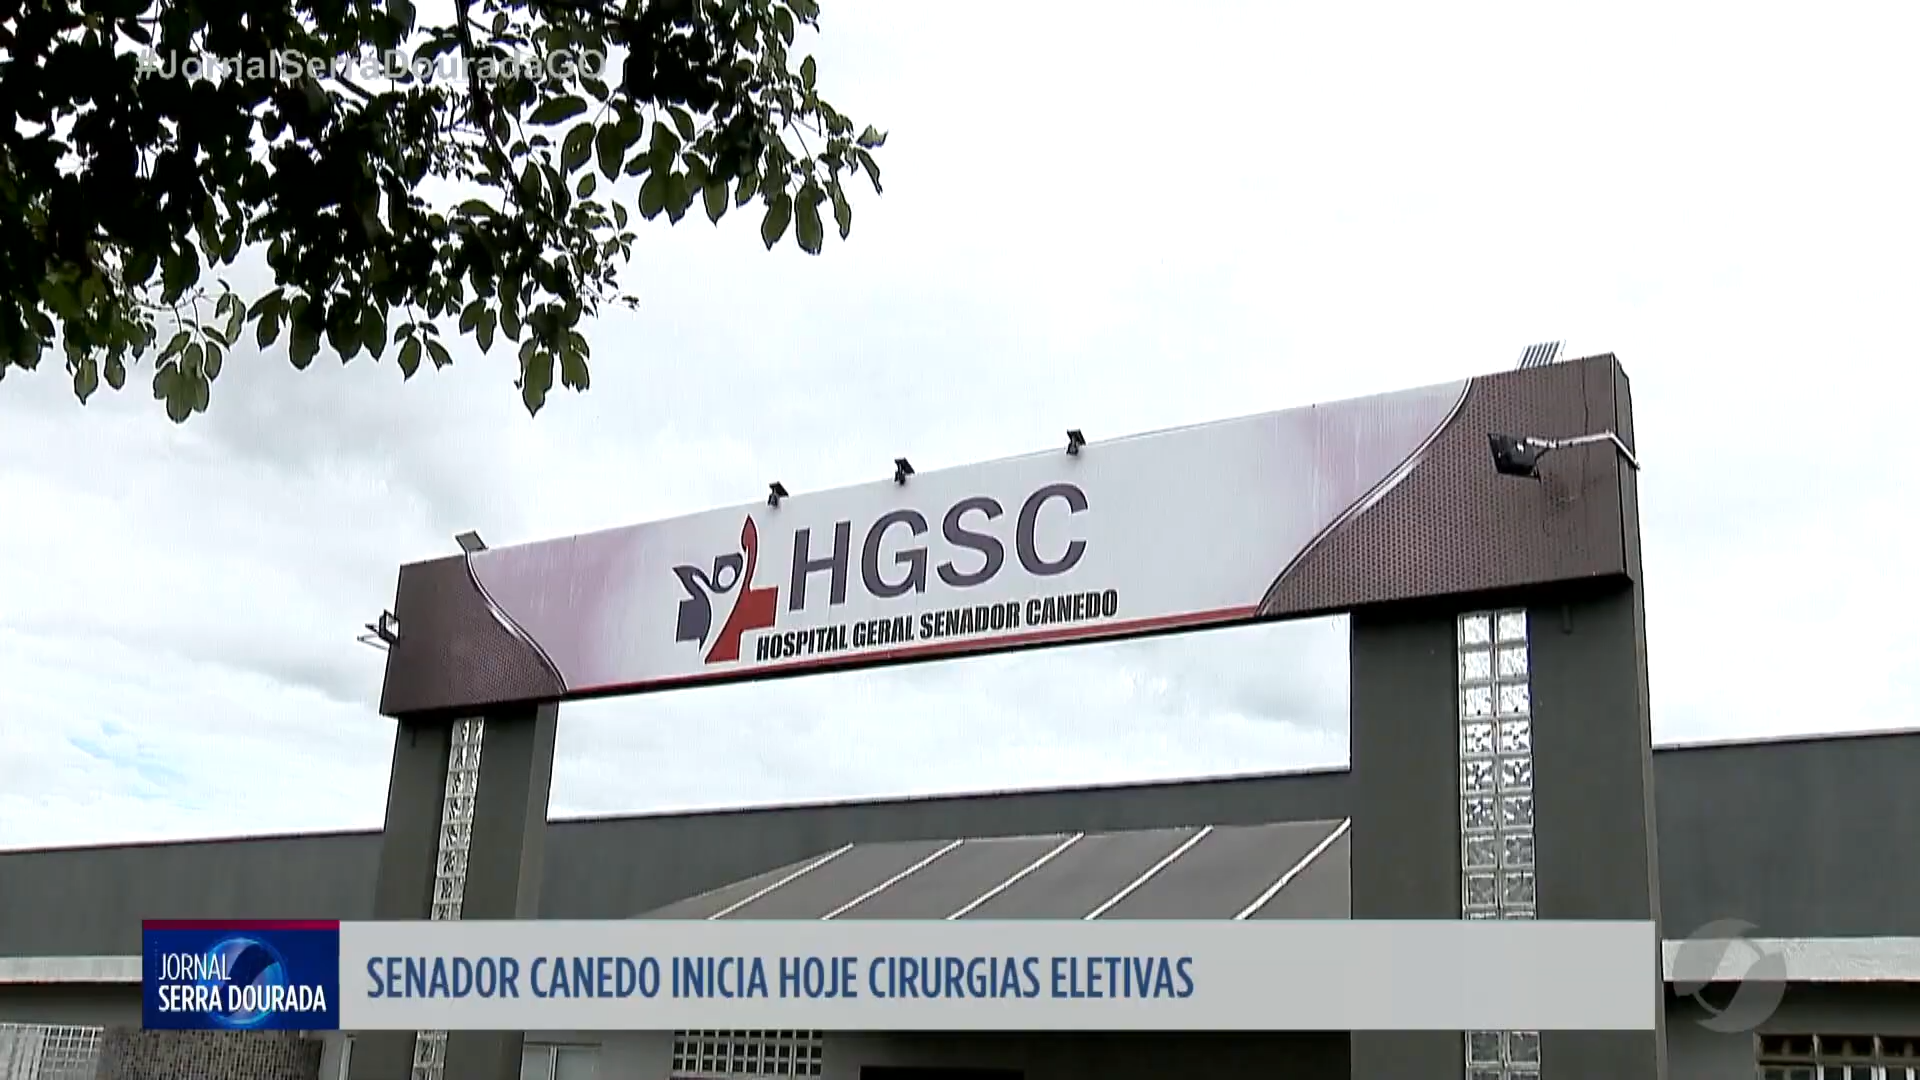 #JornalSerraDouradaGO
HGSC
HOSPITAL GERAL SENADOR CANEDO
JORNAL
SERRA DOURADA
SENADOR CANEDO INICIA HOJE CIRURGIAS ELETIVAS